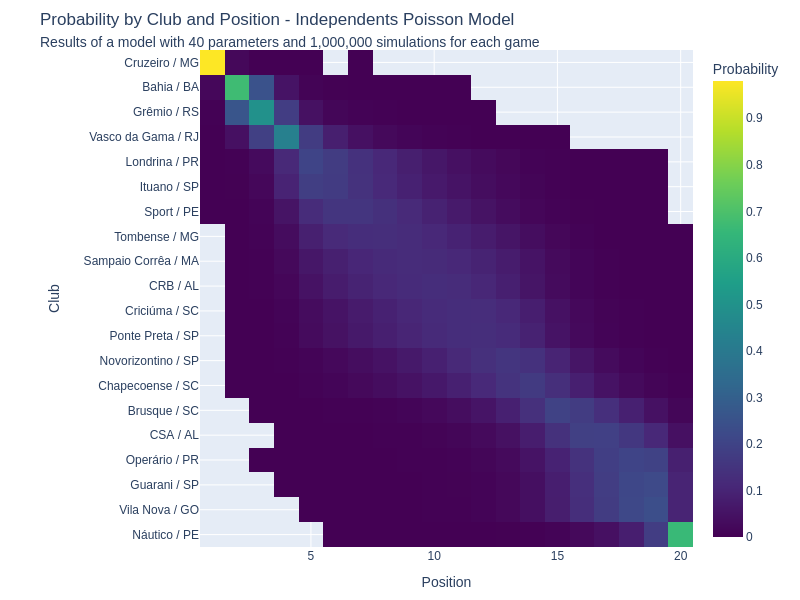 Probability by Club and Position - Independents Poisson Model
Results of a model with 40 parameters and 1,000,000 simulations for each game
Probability
Cruzeiro / MG
Bahia / BA
Grêmio / RS
Vasco da Gama / RJ
Londrina / PR
Ituano / SP
Sport / PE
Tombense / MG
Sampaio Corrêa / MA
CRB / AL
Criciúma / SC
Ponte Preta / SP
Novorizontino / SP
Chapecoense / SC
Brusque / SC
CSA / AL
Operário / PR
Guarani / SP
Vila Nova / GO
Náutico / PE
Club
5
10
15
20
Position
0.9
0.8
0.7
0.6
0.5
0.4
0.3
0.2
0.1
0